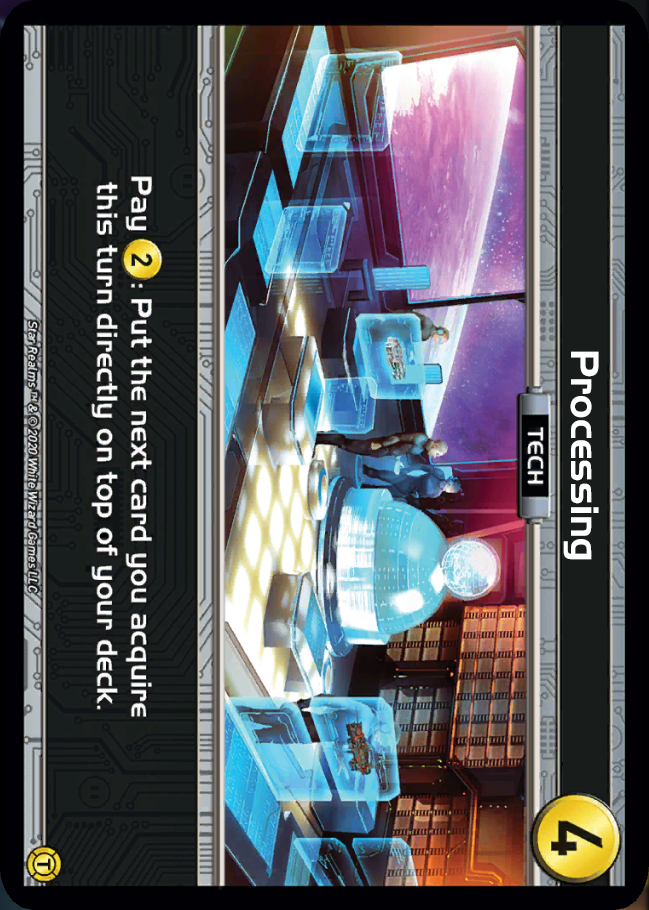 Processing
4
TECH
Pay 2: Put the next card you acquire
this turn directly on top of your deck.
Star Realms™ & ©2020 White Wizard Games LLC
T